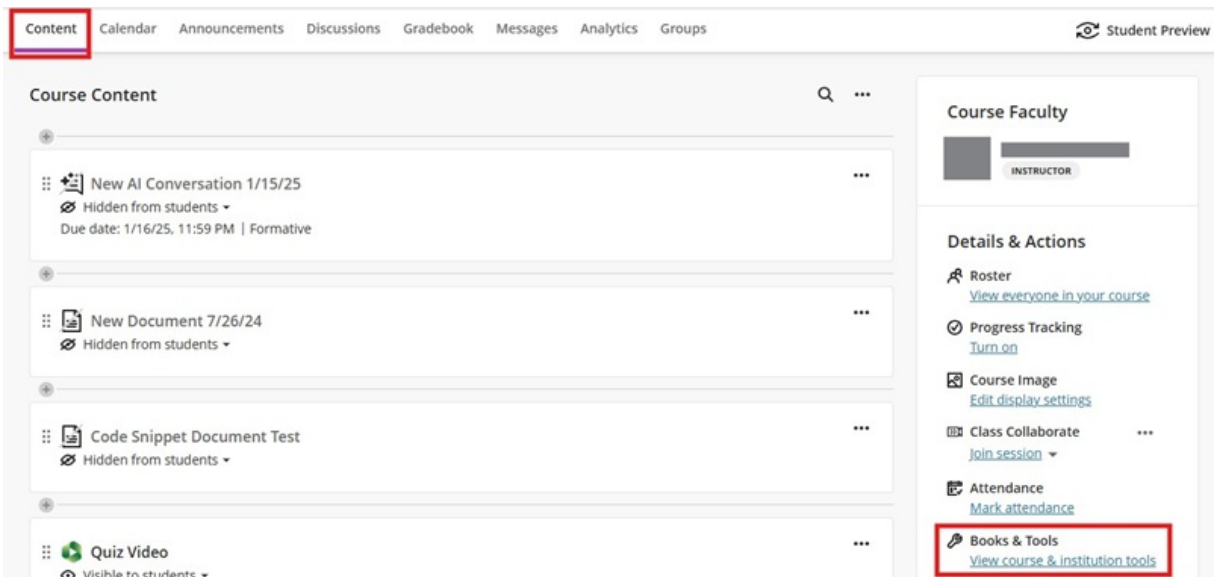 Content Calendar Announcements Discussions Gradebook Messages Analytics Groups Student Preview
Course Content
New AI Conversation 1/15/25
Hidden from students
Due date: 1/16/25, 11:59 PM | Formative
New Document 7/26/24
Hidden from students
Code Snippet Document Test
Hidden from students
Quiz Video
Visible to students
Course Faculty
INSTRUCTOR
Details & Actions
Roster
View everyone in your course
Progress Tracking
Turn on
Course Image
Edit display settings
Class Collaborate
Join session
Attendance
Mark attendance
Books & Tools
View course & institution tools